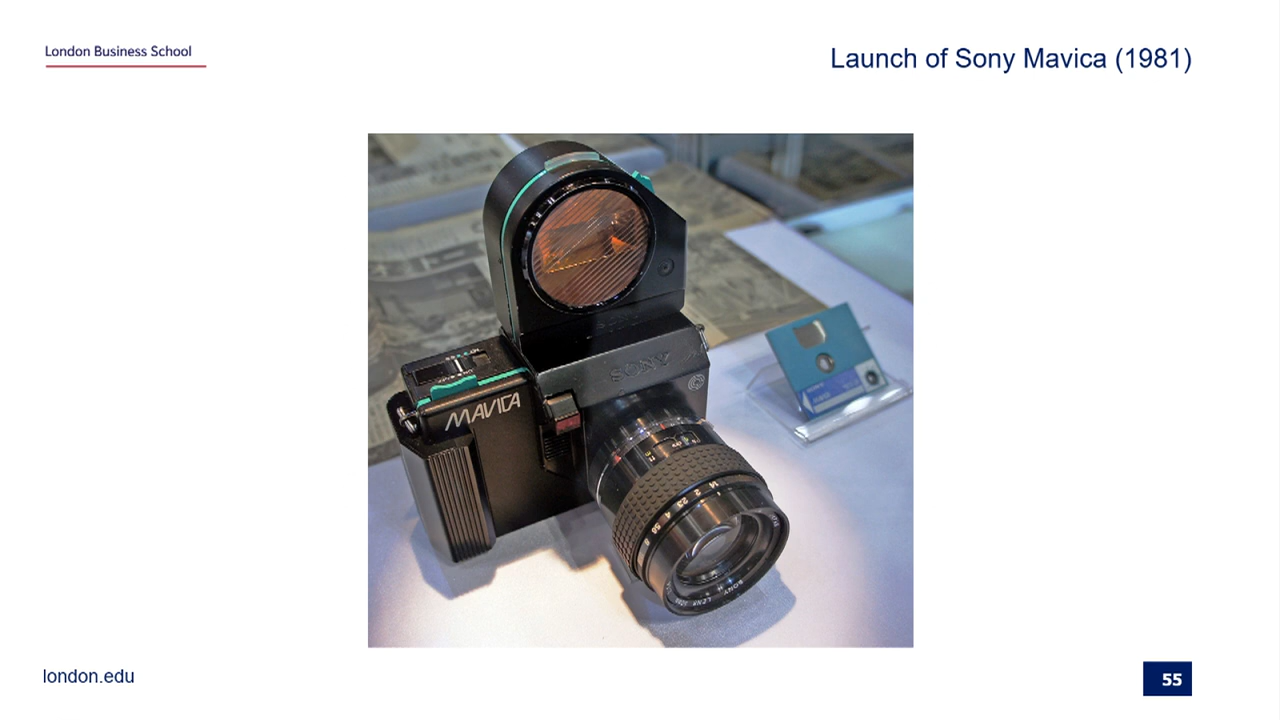 London Business School
Launch of Sony Mavica (1981)
SONY
MAVICA
london.edu
55